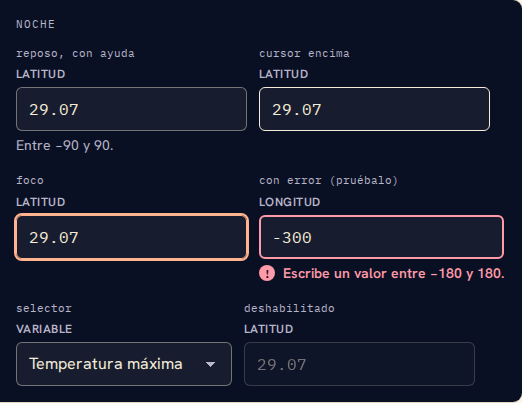 NOCHE
reposo, con ayuda
LATITUD
29.07
Entre −90 y 90.
cursor encima
LATITUD
29.07
foco
LATITUD
29.07
con error (pruébalo)
LONGITUD
-300
! Escribe un valor entre −180 y 180.
selector
VARIABLE
Temperatura máxima
deshabilitado
LATITUD
29.07